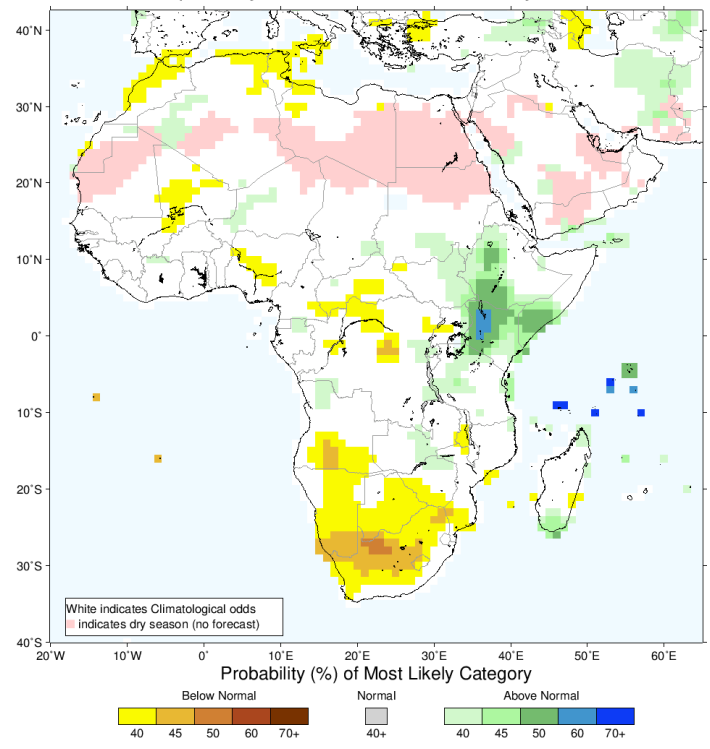 40˚N
30˚N
20˚N
10˚N
0˚
10˚S
20˚S
30˚S
40˚S
White indicates Climatological odds
indicates dry season (no forecast)
20˚W 10˚W 0˚ 10˚E 20˚E 30˚E 40˚E 50˚E 60˚E
Probability (%) of Most Likely Category
Below Normal Normal Above Normal
40 45 50 60 70+ 40+ 40 45 50 60 70+